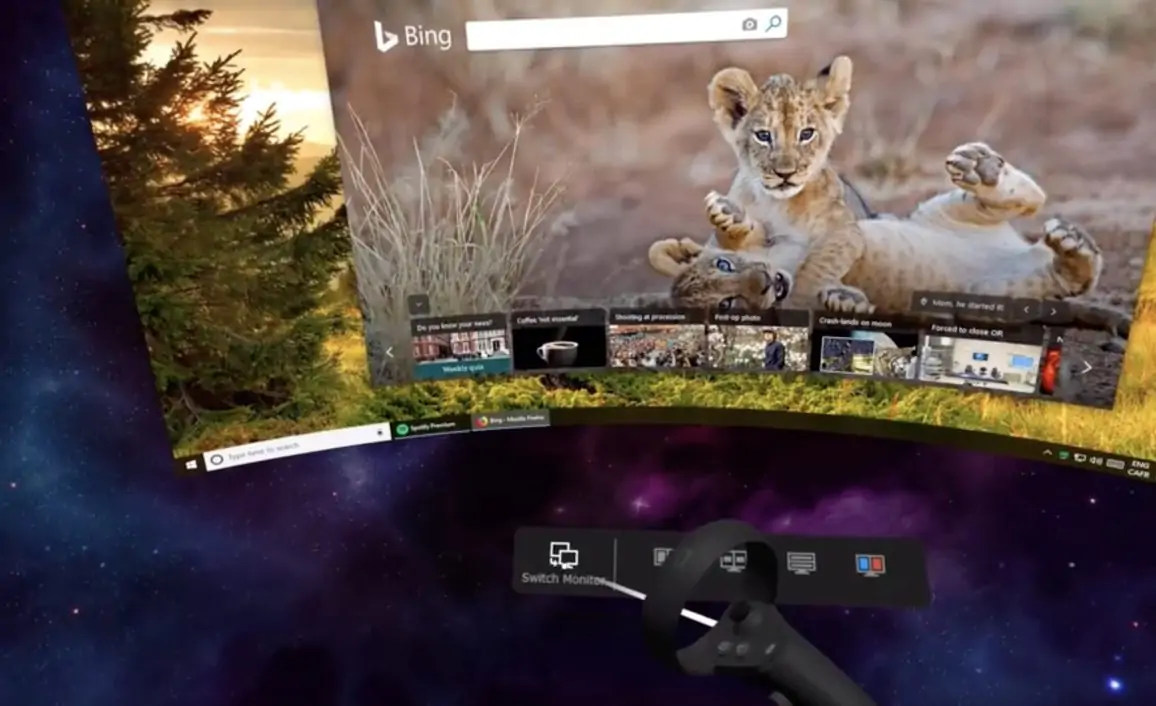 Bing
Mom, he started it!
Do you know your news?
Coffee 'not essential'
Shooting at procession
Post-up photo
Crash-lands on moon
Forced to close OR
Weekly quiz
Type here to search
Spotify Premium
Bing - Mozilla Firefox
ENG
CAFR
Switch Monitor